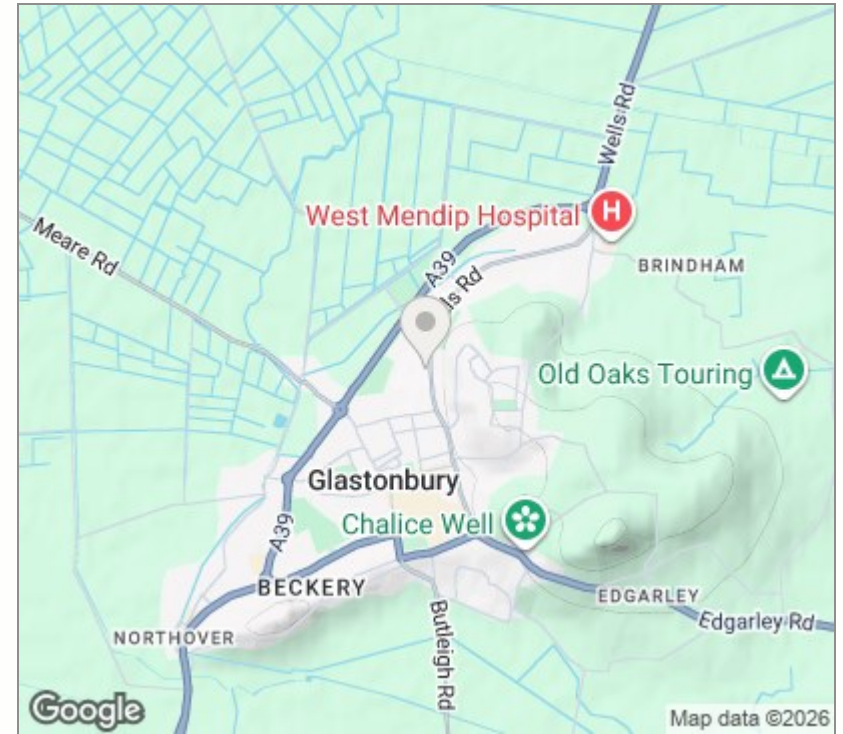 Wells Rd
West Mendip Hospital
H
Meare Rd
A39
BRINDHAM
ls Rd
Old Oaks Touring
Glastonbury
Chalice Well
A39
BECKERY
EDGARLEY
Edgarley Rd
NORTHOVER
Butleigh Rd
Google
Map data ©2026